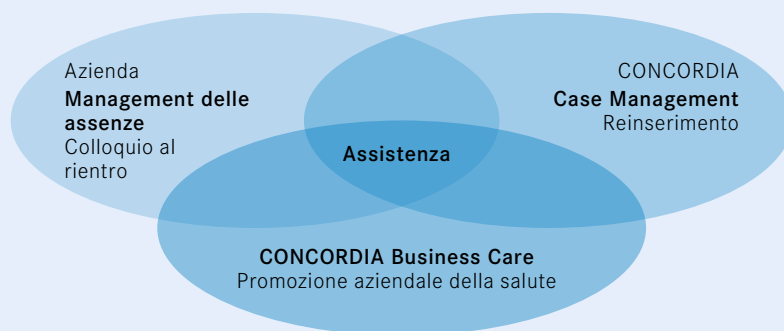 Azienda
Management delle
assenze
Colloquio al
rientro
CONCORDIA
Case Management
Reinserimento
Assistenza
CONCORDIA Business Care
Promozione aziendale della salute